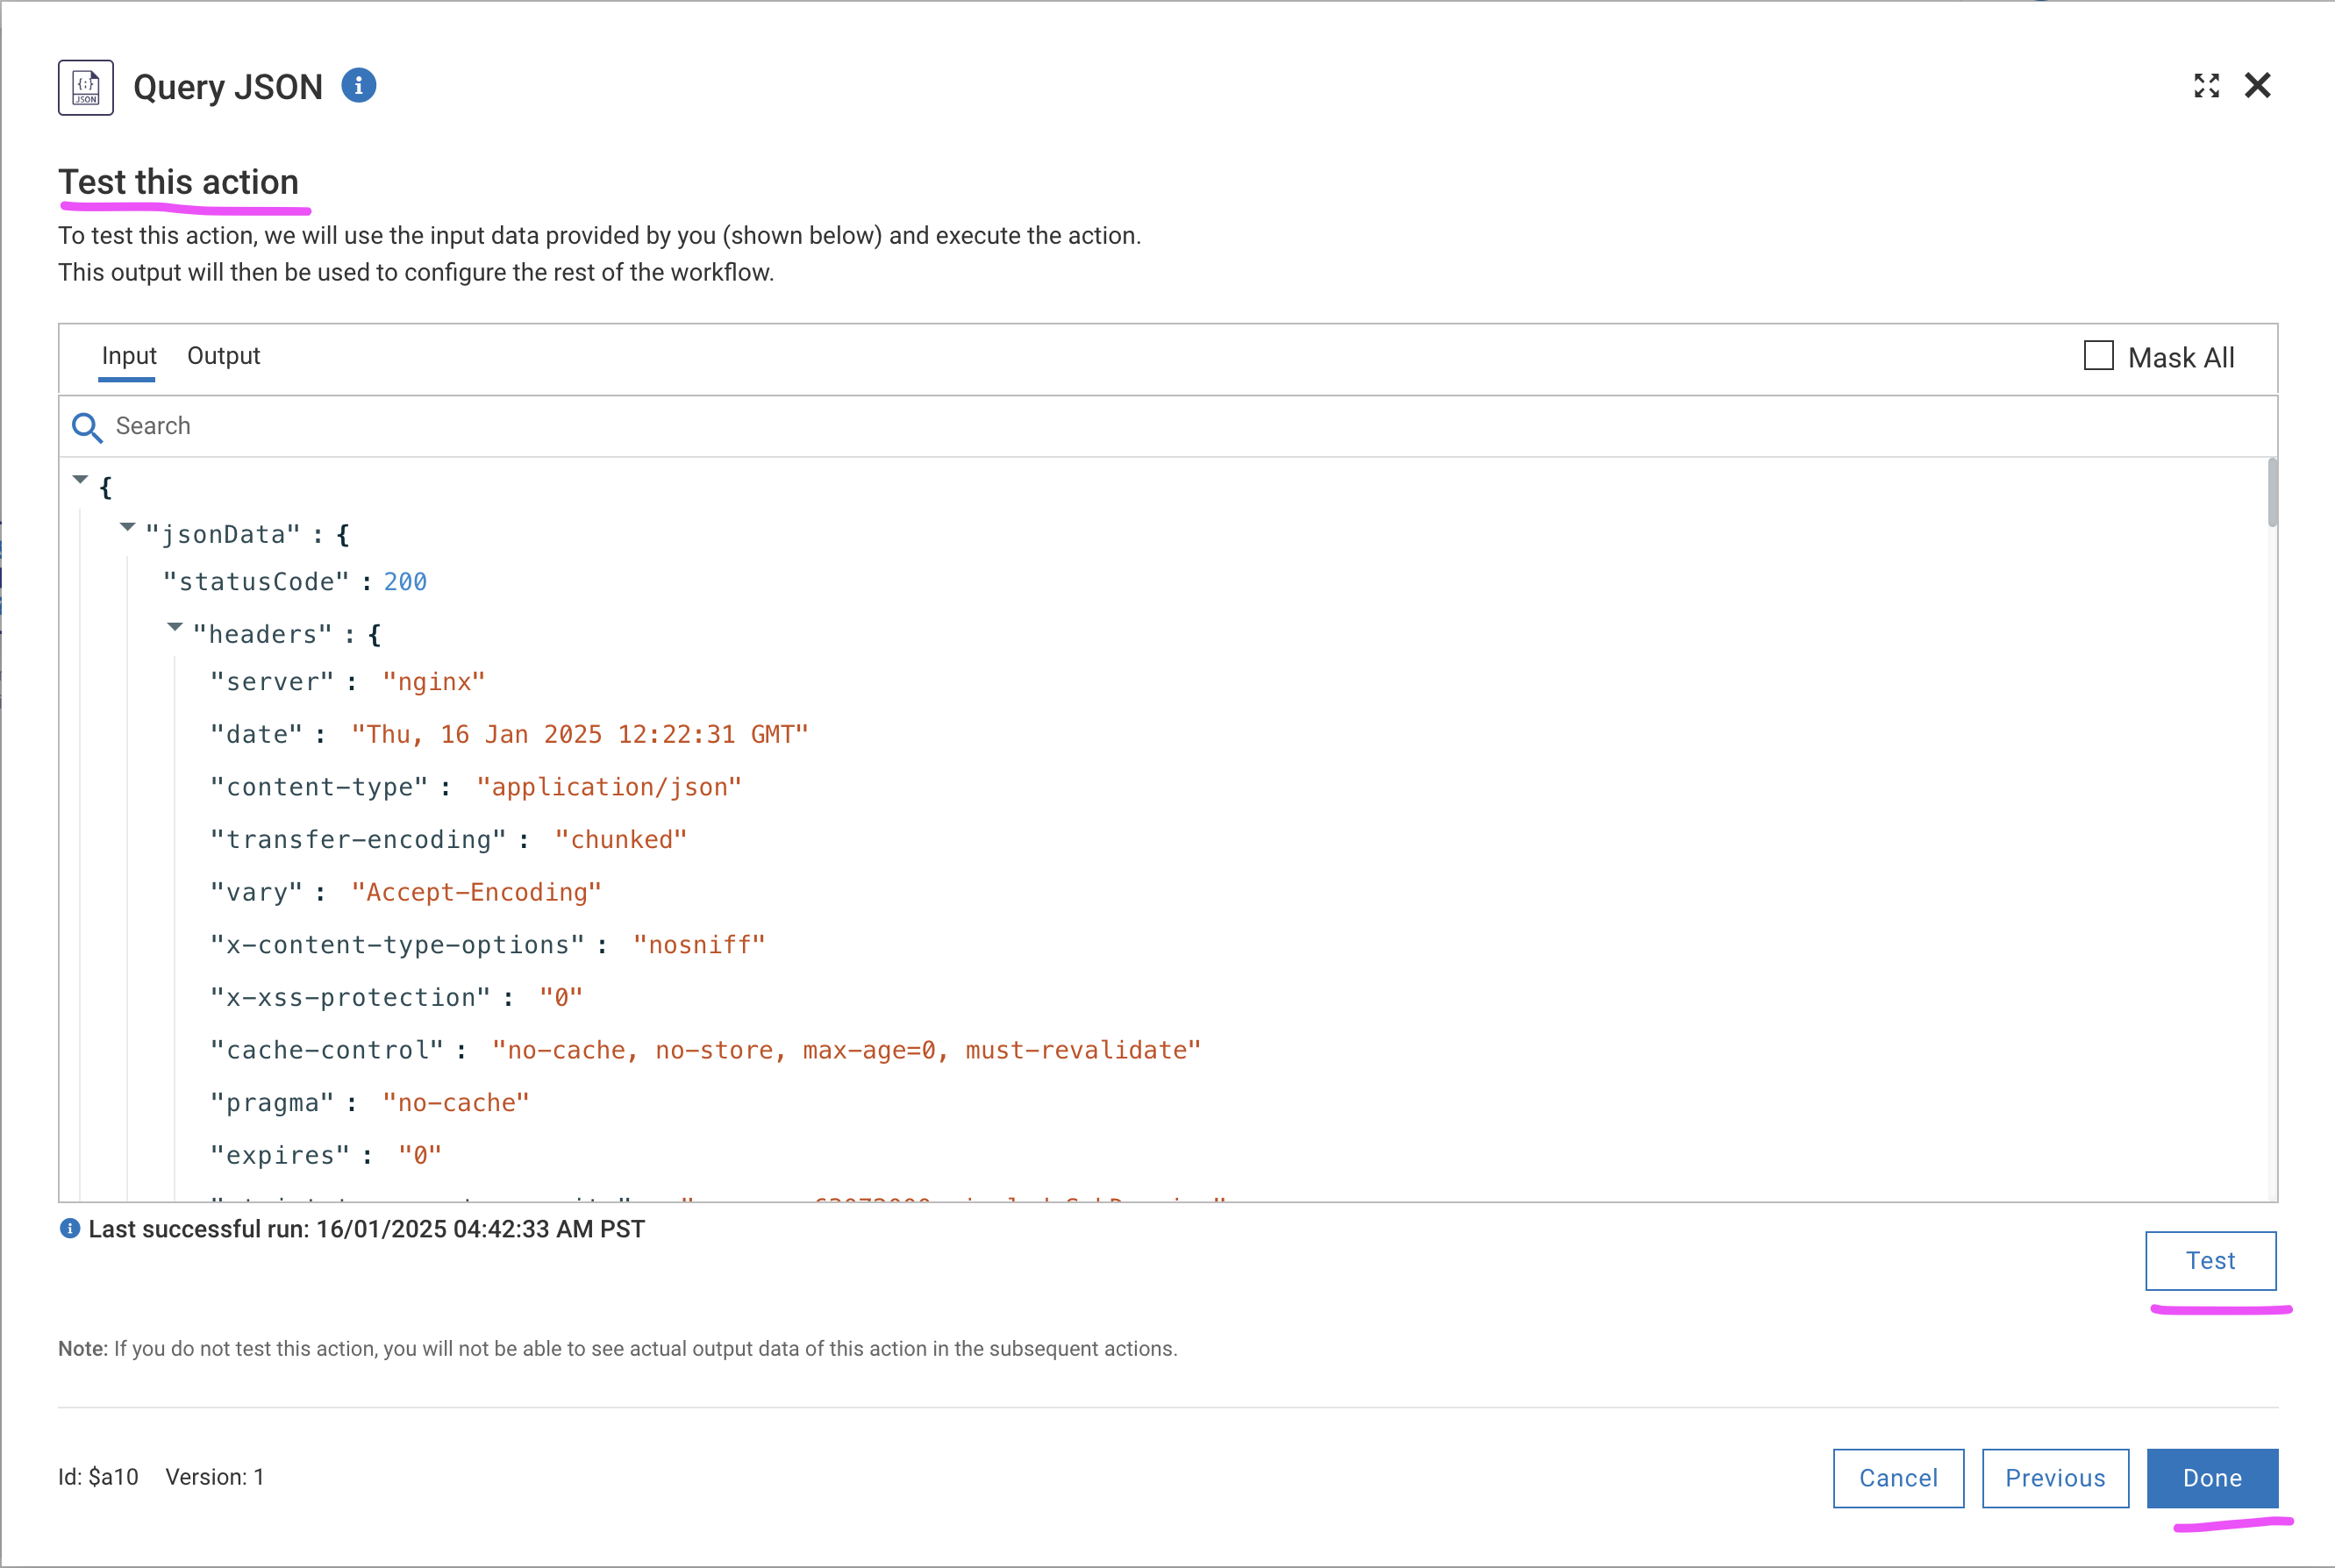 {;}
JSON
Query JSON
Test this action
To test this action, we will use the input data provided by you (shown below) and execute the action.
This output will then be used to configure the rest of the workflow.
Input Output Mask All
Search
{
"jsonData" : {
"statusCode" : 200
"headers" : {
"server" : "nginx"
"date" : "Thu, 16 Jan 2025 12:22:31 GMT"
"content-type" : "application/json"
"transfer-encoding" : "chunked"
"vary" : "Accept-Encoding"
"x-content-type-options" : "nosniff"
"x-xss-protection" : "0"
"cache-control" : "no-cache, no-store, max-age=0, must-revalidate"
"pragma" : "no-cache"
"expires" : "0"
Last successful run: 16/01/2025 04:42:33 AM PST
Test
Note: If you do not test this action, you will not be able to see actual output data of this action in the subsequent actions.
Id: $a10 Version: 1
Cancel Previous Done